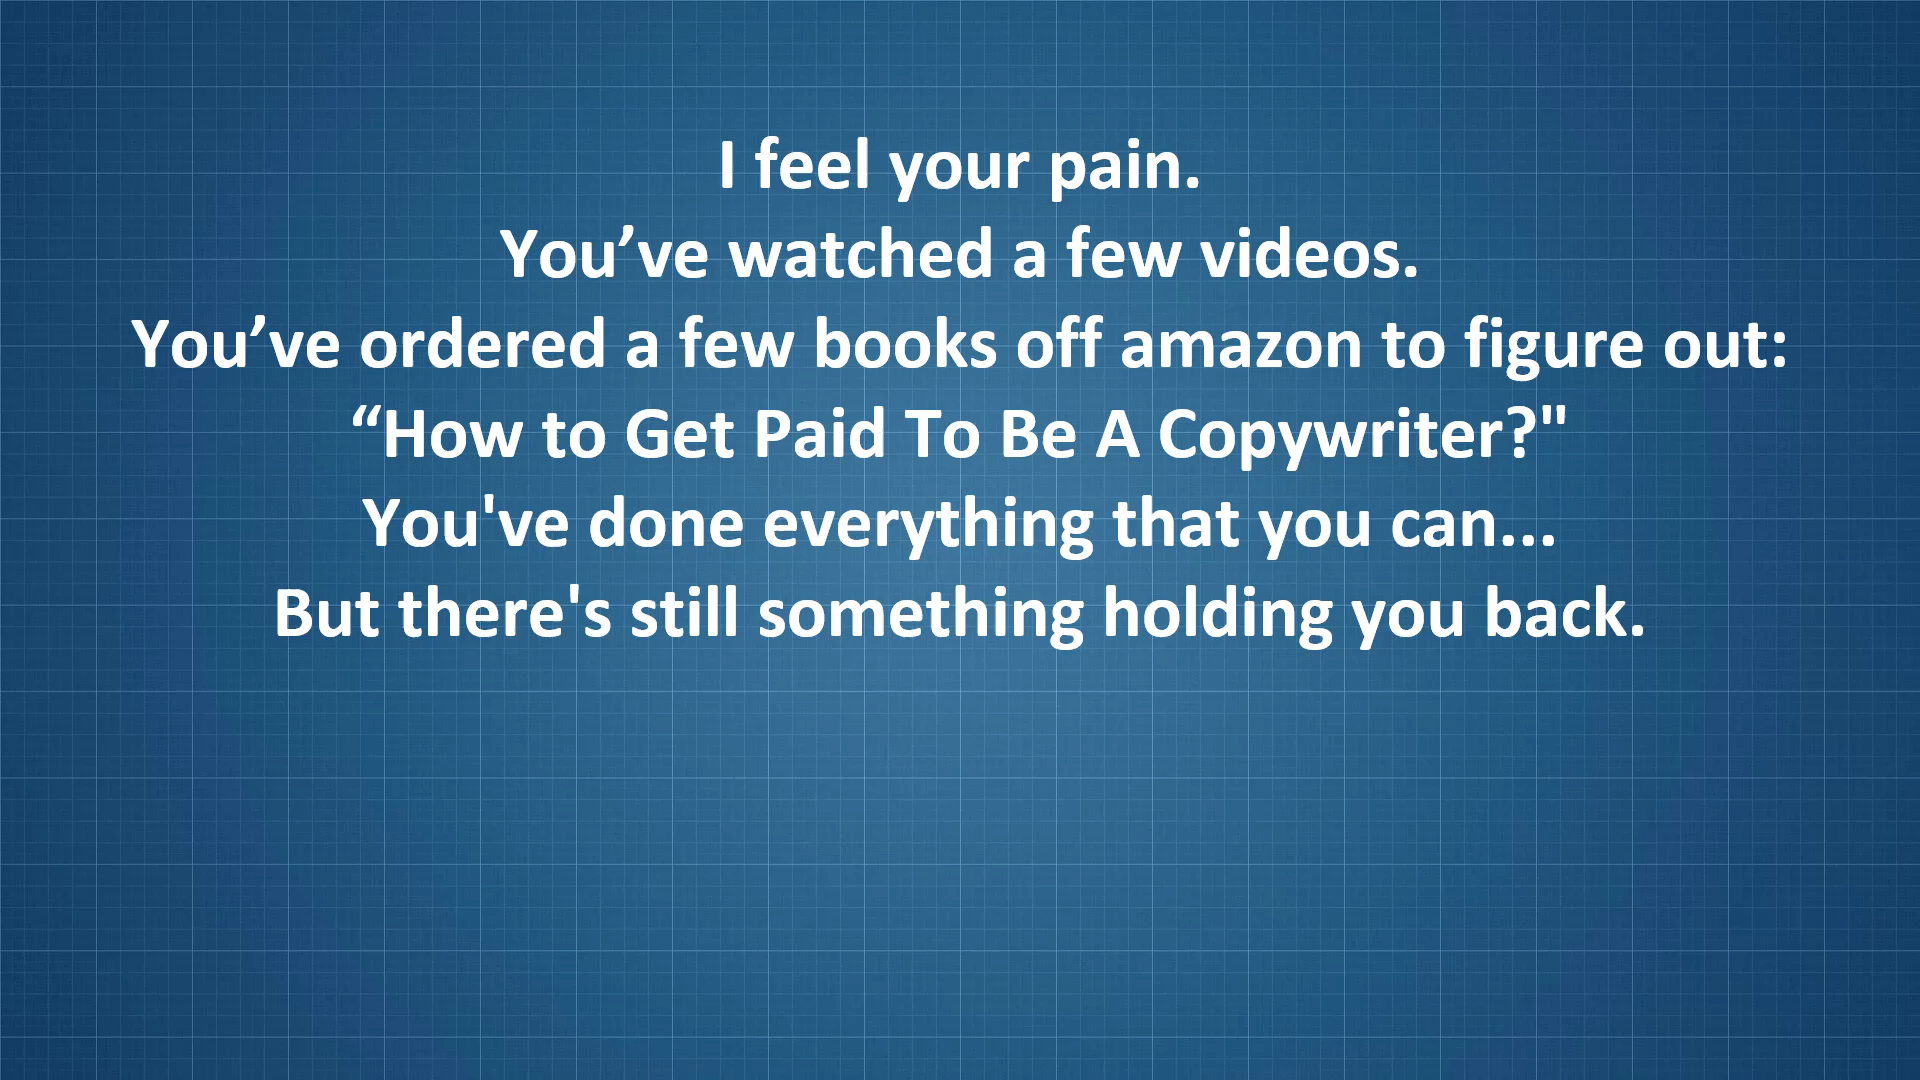 I feel your pain.
You’ve watched a few videos.
You’ve ordered a few books off amazon to figure out:
“How to Get Paid To Be A Copywriter?"
You've done everything that you can...
But there's still something holding you back.